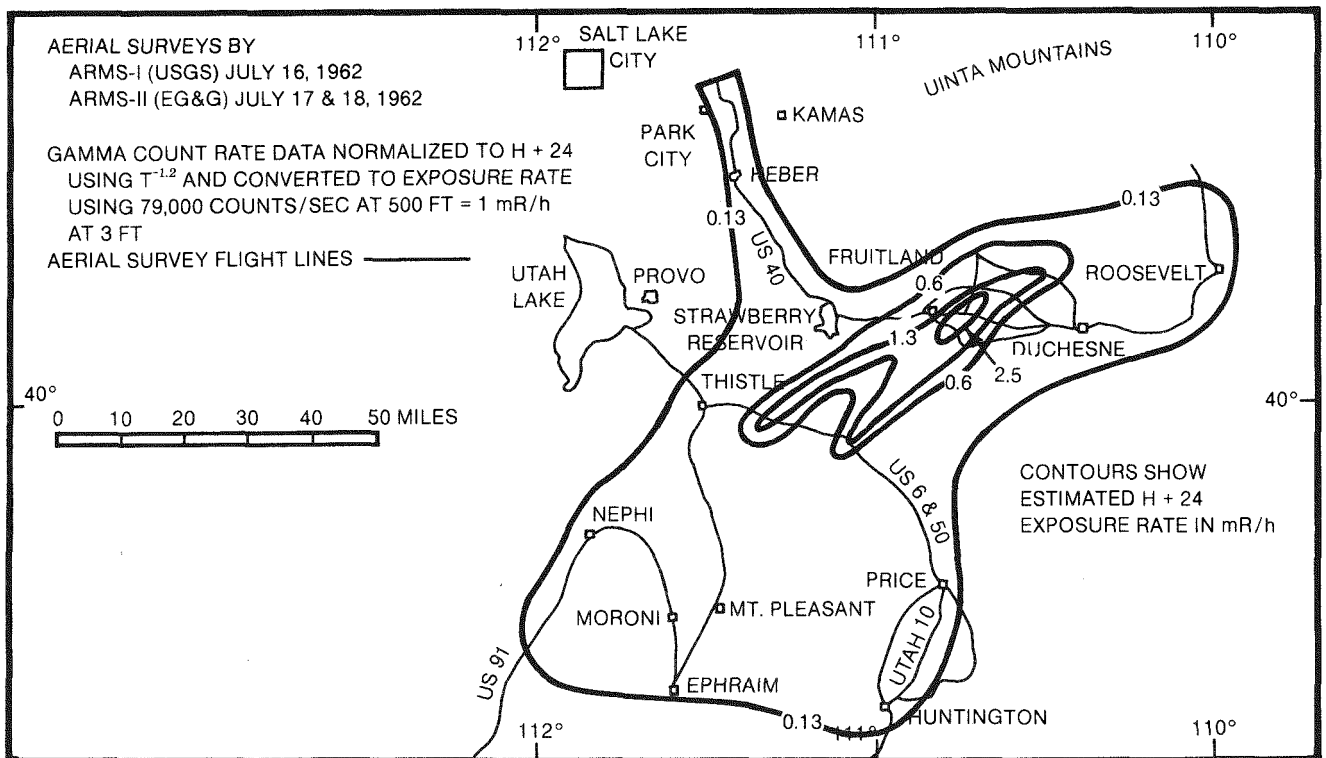 AERIAL SURVEYS BY
ARMS-I (USGS) JULY 16, 1962
ARMS-II (EG&G) JULY 17 & 18, 1962
GAMMA COUNT RATE DATA NORMALIZED TO H + 24
USING T-1.2 AND CONVERTED TO EXPOSURE RATE
USING 79,000 COUNTS/SEC AT 500 FT = 1 mR/h
AT 3 FT
AERIAL SURVEY FLIGHT LINES
112°
SALT LAKE
CITY
111°
110°
UINTA MOUNTAINS
PARK
CITY
KAMAS
HEBER
0.13
0.13
US 40
FRUITLAND
0.6
ROOSEVELT
UTAH
LAKE
PROVO
STRAWBERRY
RESERVOIR
1.3
DUCHESNE
2.5
0.6
THISTLE
40°
40°
0 10 20 30 40 50 MILES
US 6 & 50
CONTOURS SHOW
ESTIMATED H + 24
EXPOSURE RATE IN mR/h
NEPHI
PRICE
MORONI
MT. PLEASANT
UTAH 10
US 91
EPHRAIM
0.13
HUNTINGTON
112°
111°
110°